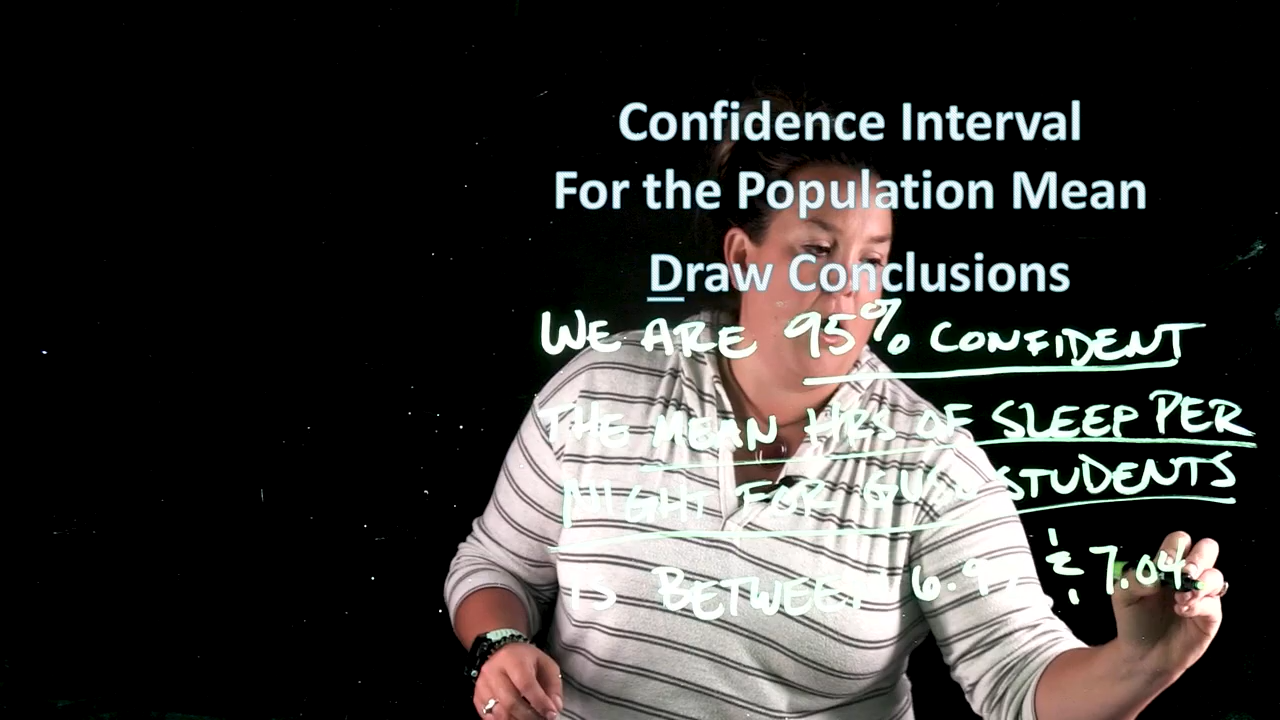 Confidence Interval
For the Population Mean
Draw Conclusions
WE ARE 95% CONFIDENT
THE MEAN HRS OF SLEEP PER
NIGHT FOR STUDENTS
IS BETWEEN & 7.04